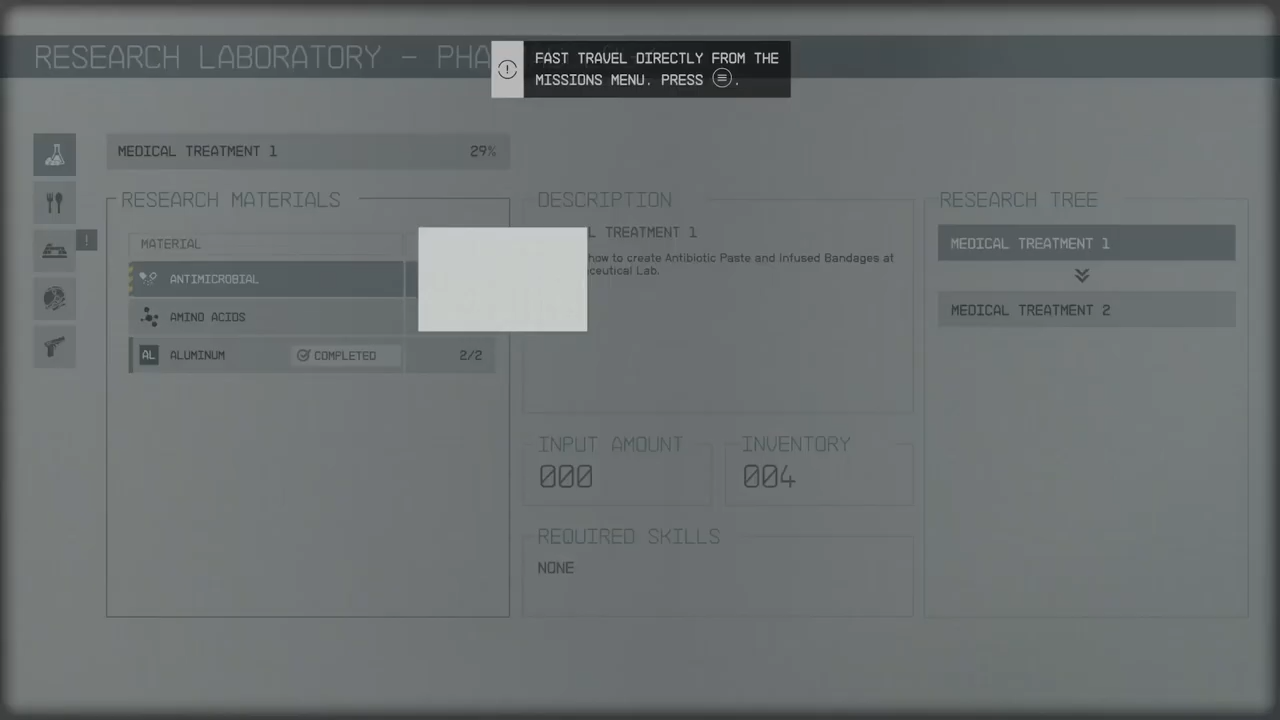 RESEARCH LABORATORY - PHA
FAST TRAVEL DIRECTLY FROM THE
MISSIONS MENU. PRESS .
MEDICAL TREATMENT 1 29%
RESEARCH MATERIALS
MATERIAL
ANTIMICROBIAL
AMINO ACIDS
AL ALUMINUM COMPLETED 2/2
DESCRIPTION
L TREATMENT 1
how to create Antibiotic Paste and Infused Bandages at
ceutical Lab.
INPUT AMOUNT
000
INVENTORY
004
REQUIRED SKILLS
NONE
RESEARCH TREE
MEDICAL TREATMENT 1
MEDICAL TREATMENT 2